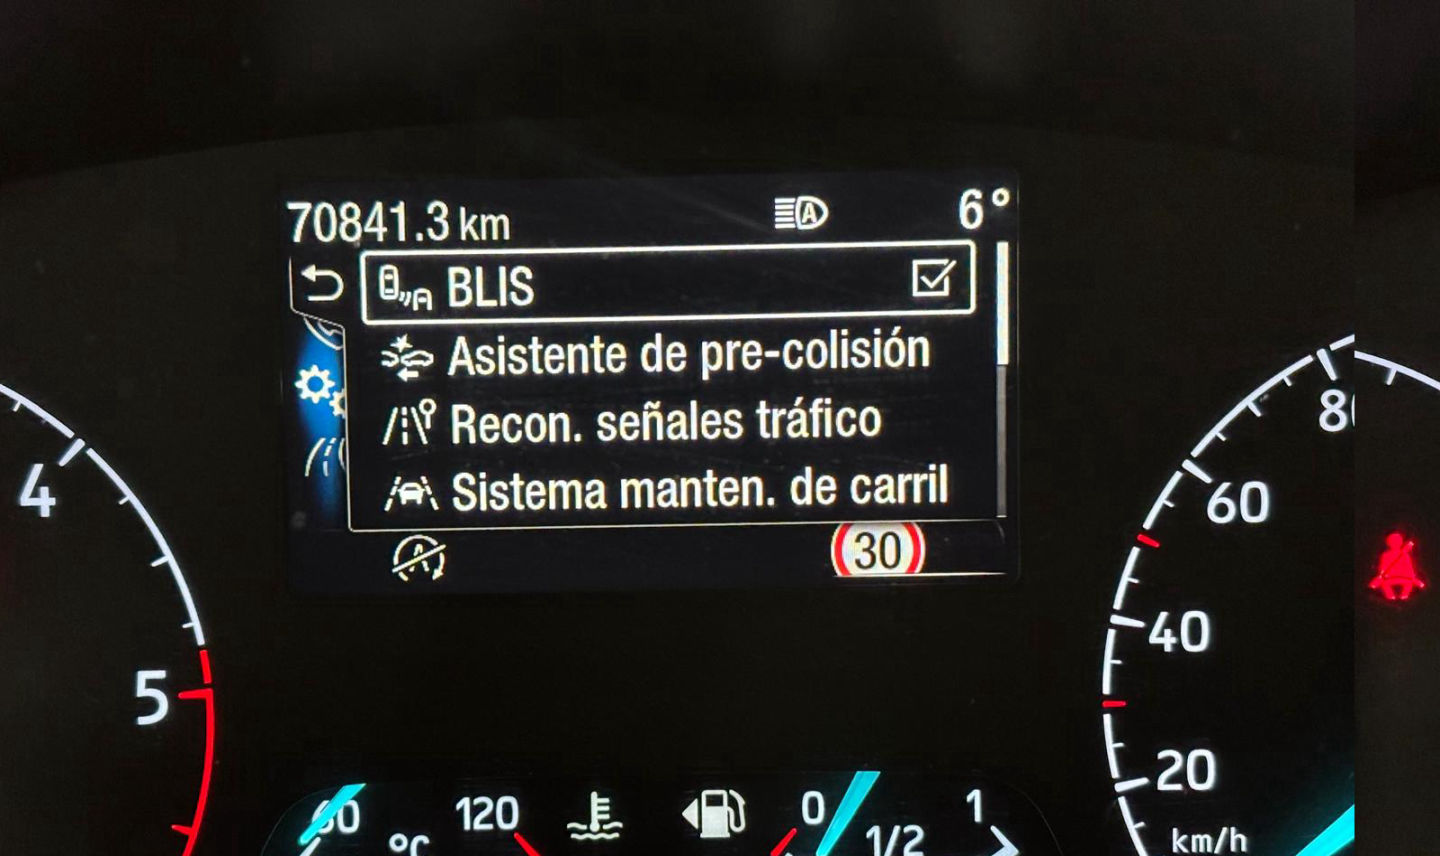 70841.3 km
A
6°
BLIS
Asistente de pre-colisión
Recon. señales tráfico
Sistema manten. de carril
A
30
4
5
80
60
40
20
km/h
60
120
°C
0
1/2
1